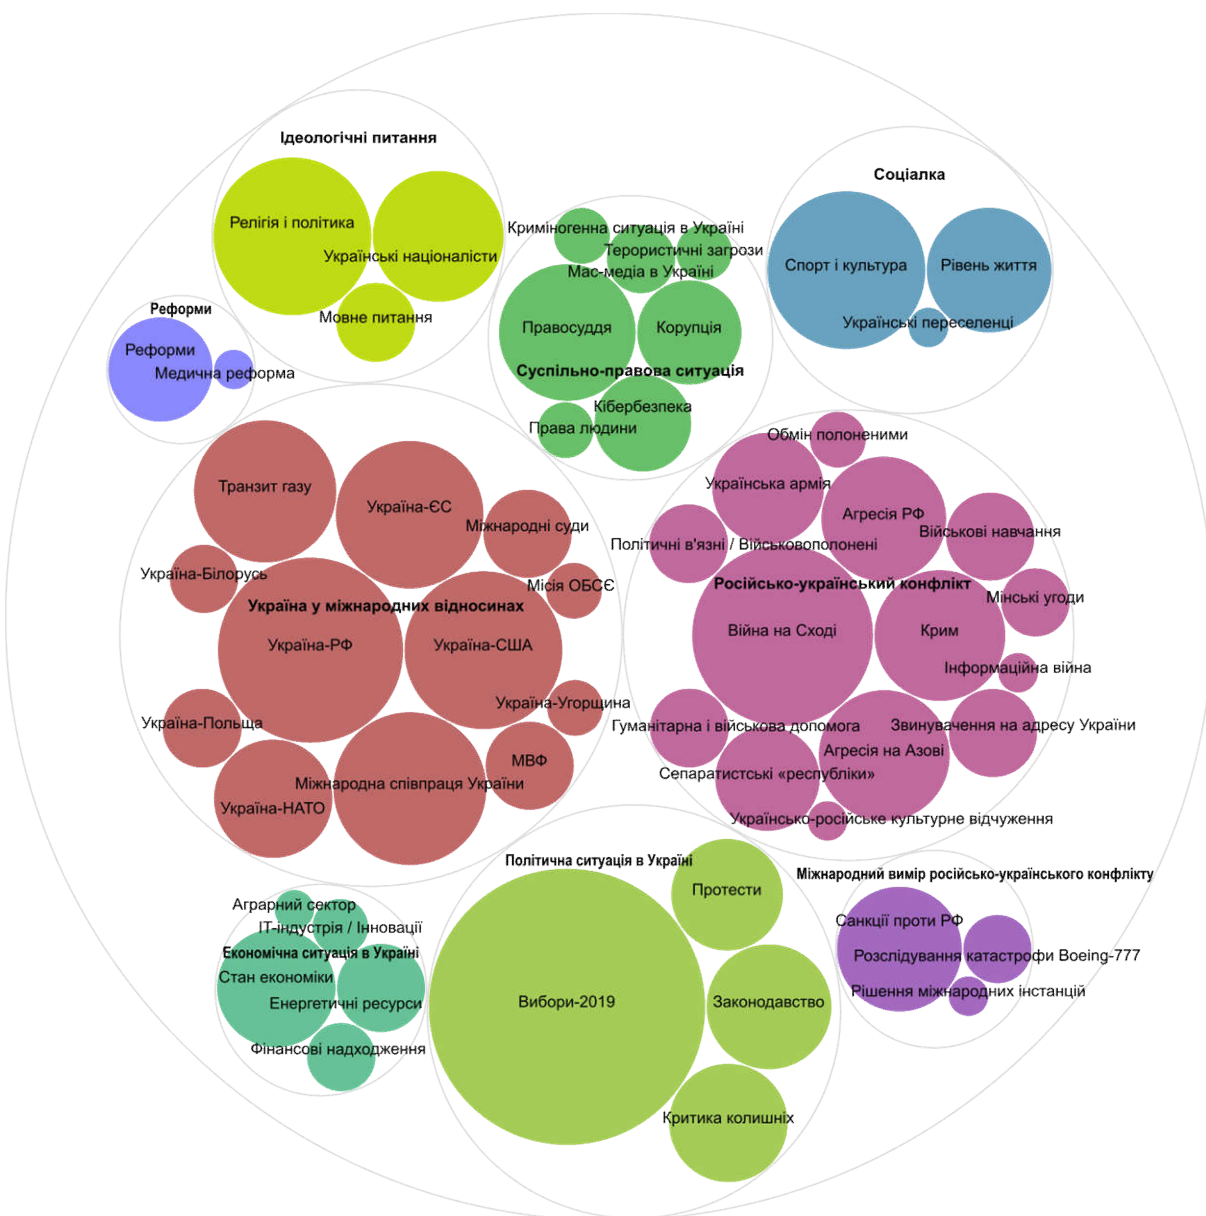 Ідеологічні питання
Релігія і політика
Українські націоналісти
Мовне питання
Реформи
Реформи
Медична реформа
Криміногенна ситуація в Україні
Терористичні загрози
Мас-медіа в Україні
Правосуддя
Корупція
Суспільно-правова ситуація
Кібербезпека
Права людини
Соціалка
Спорт і культура
Рівень життя
Українські переселенці
Транзит газу
Україна-ЄС
Міжнародні суди
Україна-Білорусь
Місія ОБСЄ
Україна у міжнародних відносинах
Україна-РФ
Україна-США
Україна-Угорщина
Україна-Польща
МВФ
Міжнародна співпраця України
Україна-НАТО
Обмін полоненими
Українська армія
Агресія РФ
Військові навчання
Політичні в'язні / Військовополонені
Російсько-український конфлікт
Мінські угоди
Війна на Сході
Крим
Інформаційна війна
Гуманітарна і військова допомога
Звинувачення на адресу України
Агресія на Азові
Сепаратистські «республіки»
Українсько-російське культурне відчуження
Політична ситуація в Україні
Протести
Вибори-2019
Законодавство
Критика колишніх
Міжнародний вимір російсько-українського конфлікту
Санкції проти РФ
Розслідування катастрофи Boeing-777
Рішення міжнародних інстанцій
Аграрний сектор
ІТ-індустрія / Інновації
Економічна ситуація в Україні
Стан економіки
Енергетичні ресурси
Фінансові надходження